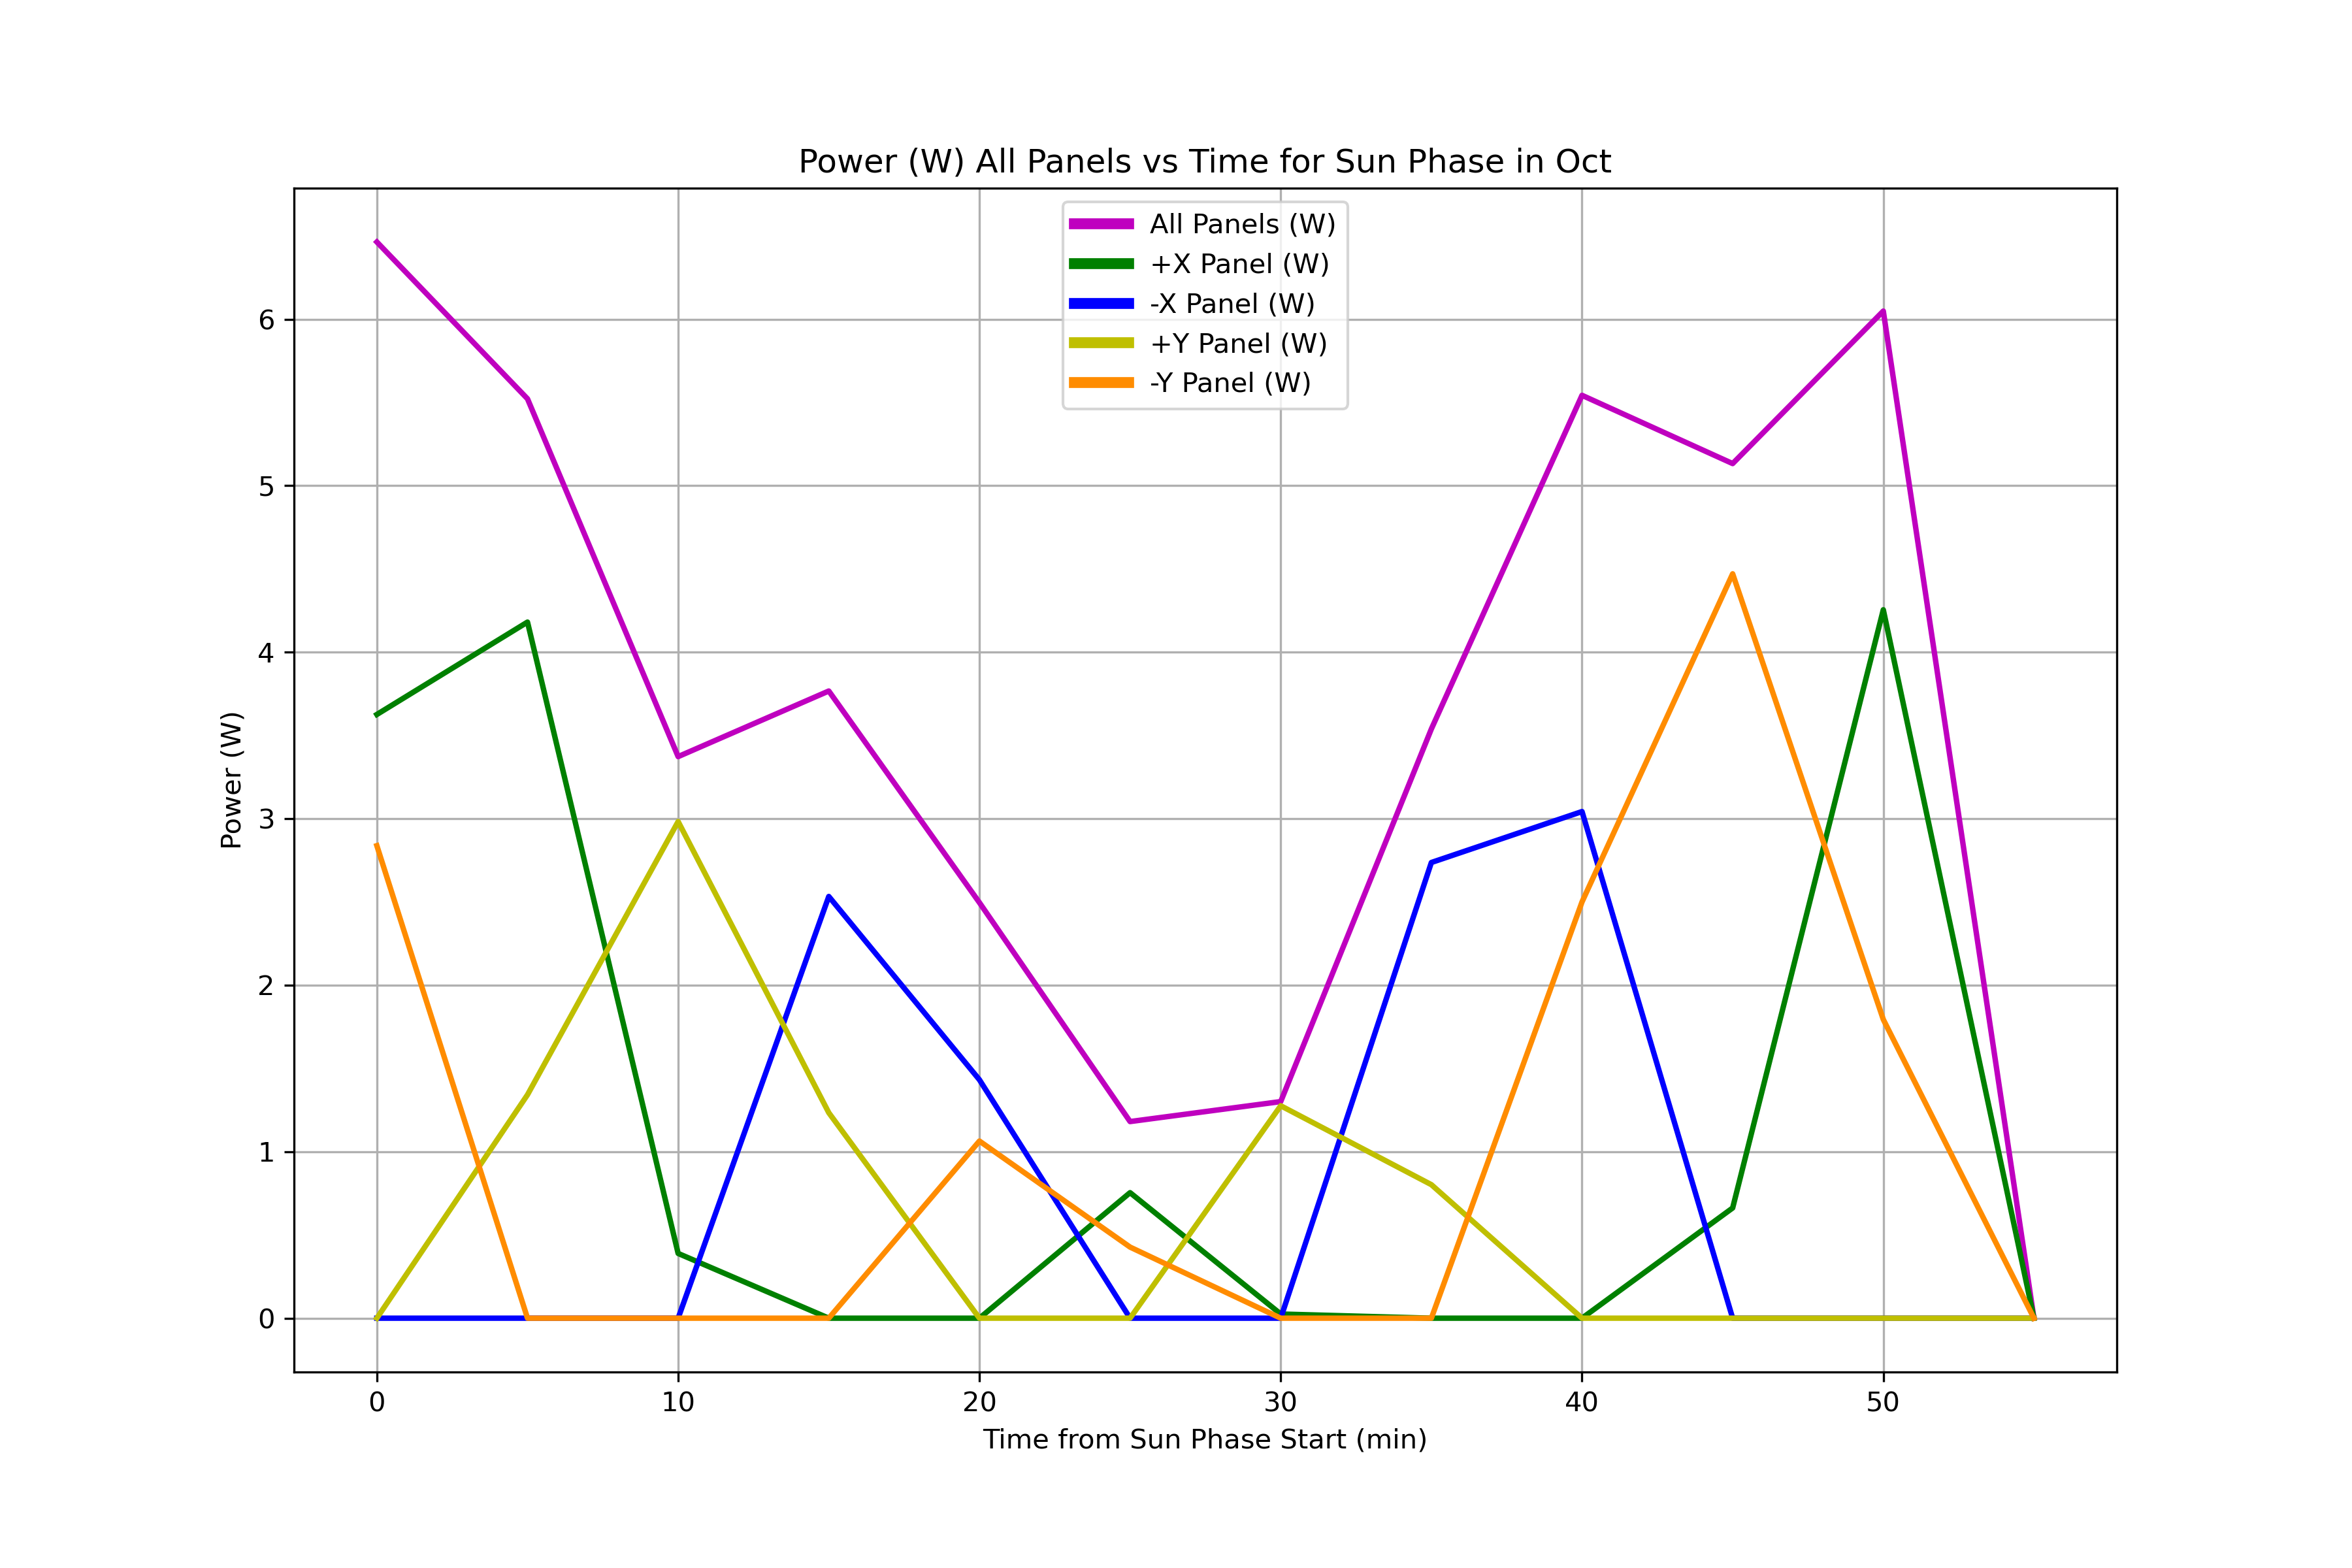 Power (W) All Panels vs Time for Sun Phase in Oct
All Panels (W)
+X Panel (W)
-X Panel (W)
+Y Panel (W)
-Y Panel (W)
Power (W)
6
5
4
3
2
1
0
0 10 20 30 40 50
Time from Sun Phase Start (min)